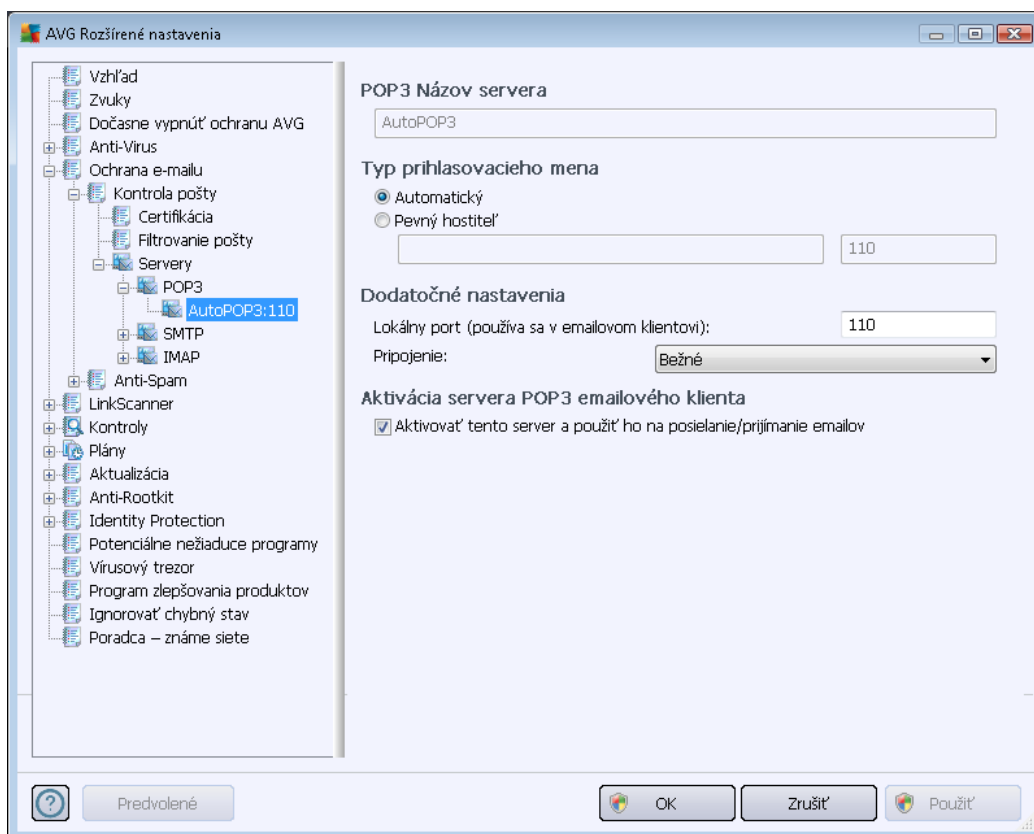 AVG Rozšírené nastavenia
Vzhľad
Zvuky
Dočasne vypnúť ochranu AVG
Anti-Virus
Ochrana e-mailu
Kontrola pošty
Certifikácia
Filtrovanie pošty
Servery
POP3
AutoPOP3:110
SMTP
IMAP
Anti-Spam
LinkScanner
Kontroly
Plány
Aktualizácia
Anti-Rootkit
Identity Protection
Potenciálne nežiaduce programy
Vírusový trezor
Program zlepšovania produktov
Ignorovať chybný stav
Poradca – známe siete
POP3 Názov servera
AutoPOP3
Typ prihlasovacieho mena
Automatický
Pevný hostiteľ
110
Dodatočné nastavenia
Lokálny port (používa sa v emailovom klientovi): 110
Pripojenie: Bežné
Aktivácia servera POP3 emailového klienta
Aktivovať tento server a použiť ho na posielanie/prijímanie emailov
? Predvolené OK Zrušiť Použiť